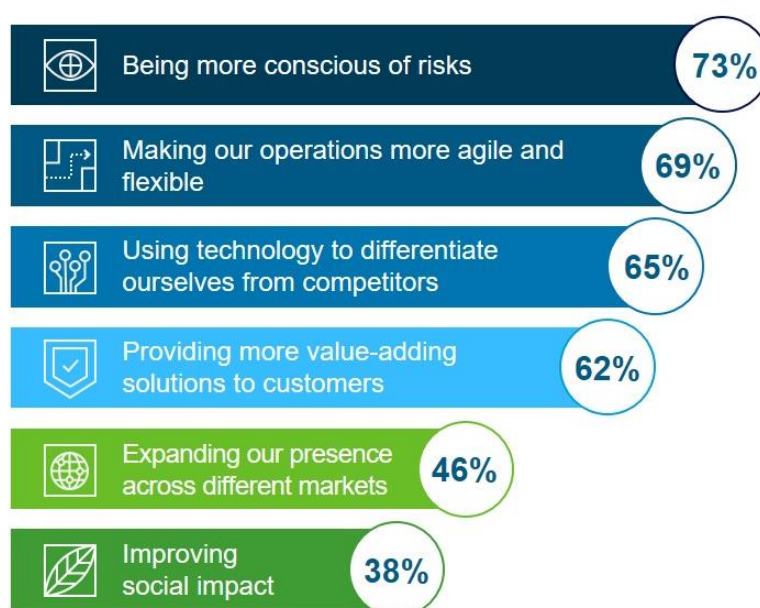 Being more conscious of risks
73%
Making our operations more agile and
flexible
69%
Using technology to differentiate
ourselves from competitors
65%
Providing more value-adding
solutions to customers
62%
Expanding our presence
across different markets
46%
Improving
social impact
38%